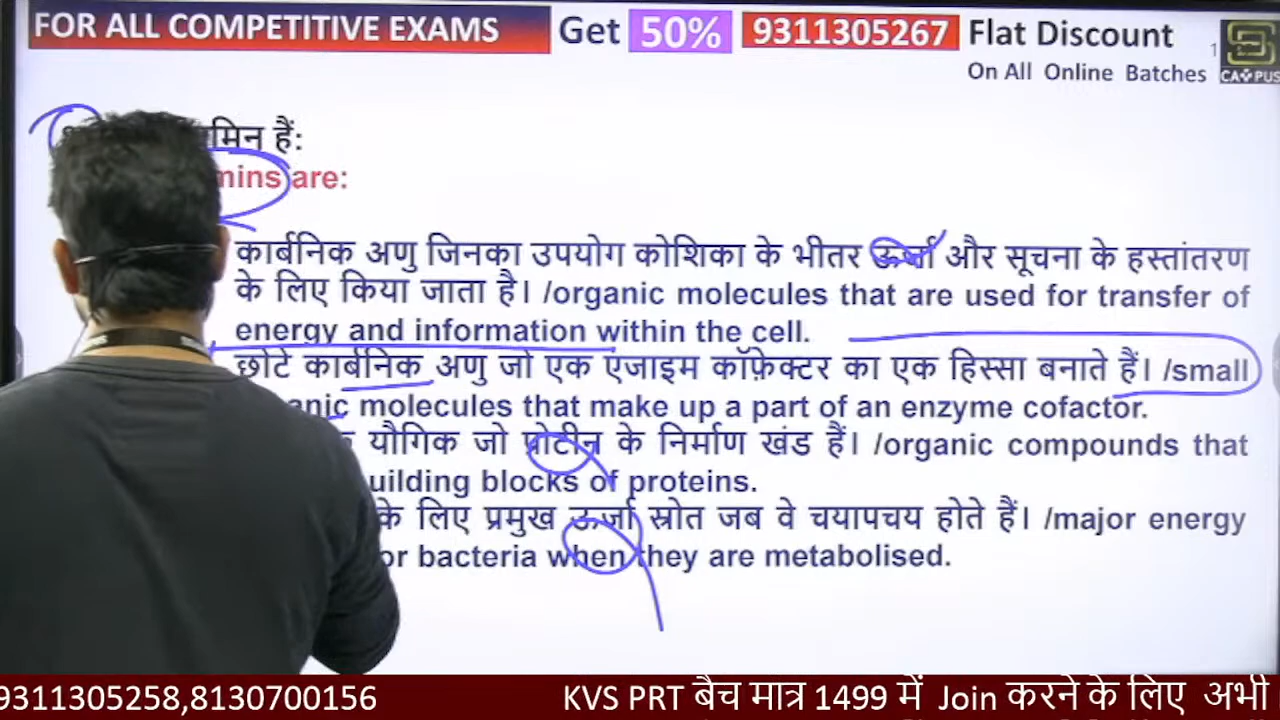 FOR ALL COMPETITIVE EXAMS Get 50% 9311305267 Flat Discount
On All Online Batches
CAMPUS
हैं:
are:
कार्बनिक अणु जिनका उपयोग कोशिका के भीतर ऊर्जा और सूचना के हस्तांतरण
के लिए किया जाता है। /organic molecules that are used for transfer of
energy and information within the cell.
छोटे कार्बनिक अणु जो एक एंजाइम कॉफ़ेक्टर का एक हिस्सा बनाते हैं। /small
molecules that make up a part of an enzyme cofactor.
यौगिक जो प्रोटीन के निर्माण खंड हैं। /organic compounds that
blocks of proteins.
के लिए प्रमुख ऊर्जा स्रोत जब वे चयापचय होते हैं। /major energy
bacteria when they are metabolised.
9311305258,8130700156 KVS PRT बैच मात्र 1499 में Join करने के लिए अभी